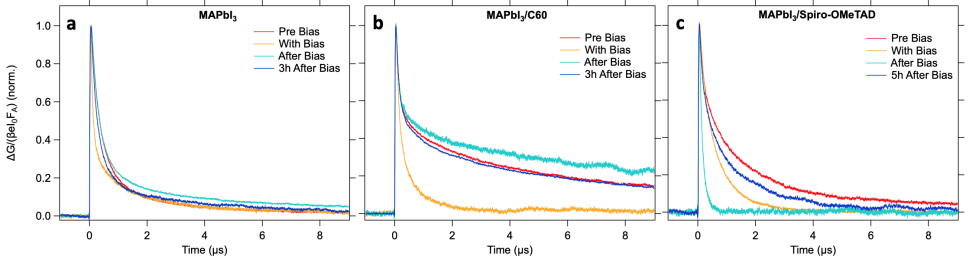 MAPbI₃
MAPbI₃/C60
MAPbI₃/Spiro-OMeTAD
a
b
c
Pre Bias
With Bias
After Bias
3h After Bias
Pre Bias
With Bias
After Bias
3h After Bias
Pre Bias
With Bias
After Bias
5h After Bias
ΔG/(βeI₀F_A) (norm.)
1.0
0.8
0.6
0.4
0.2
0.0
0 2 4 6 8
0 2 4 6 8
0 2 4 6 8
Time (μs)
Time (μs)
Time (μs)